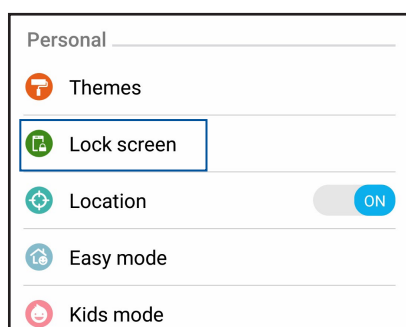 Personal
Themes
Lock screen
Location ON
Easy mode
Kids mode